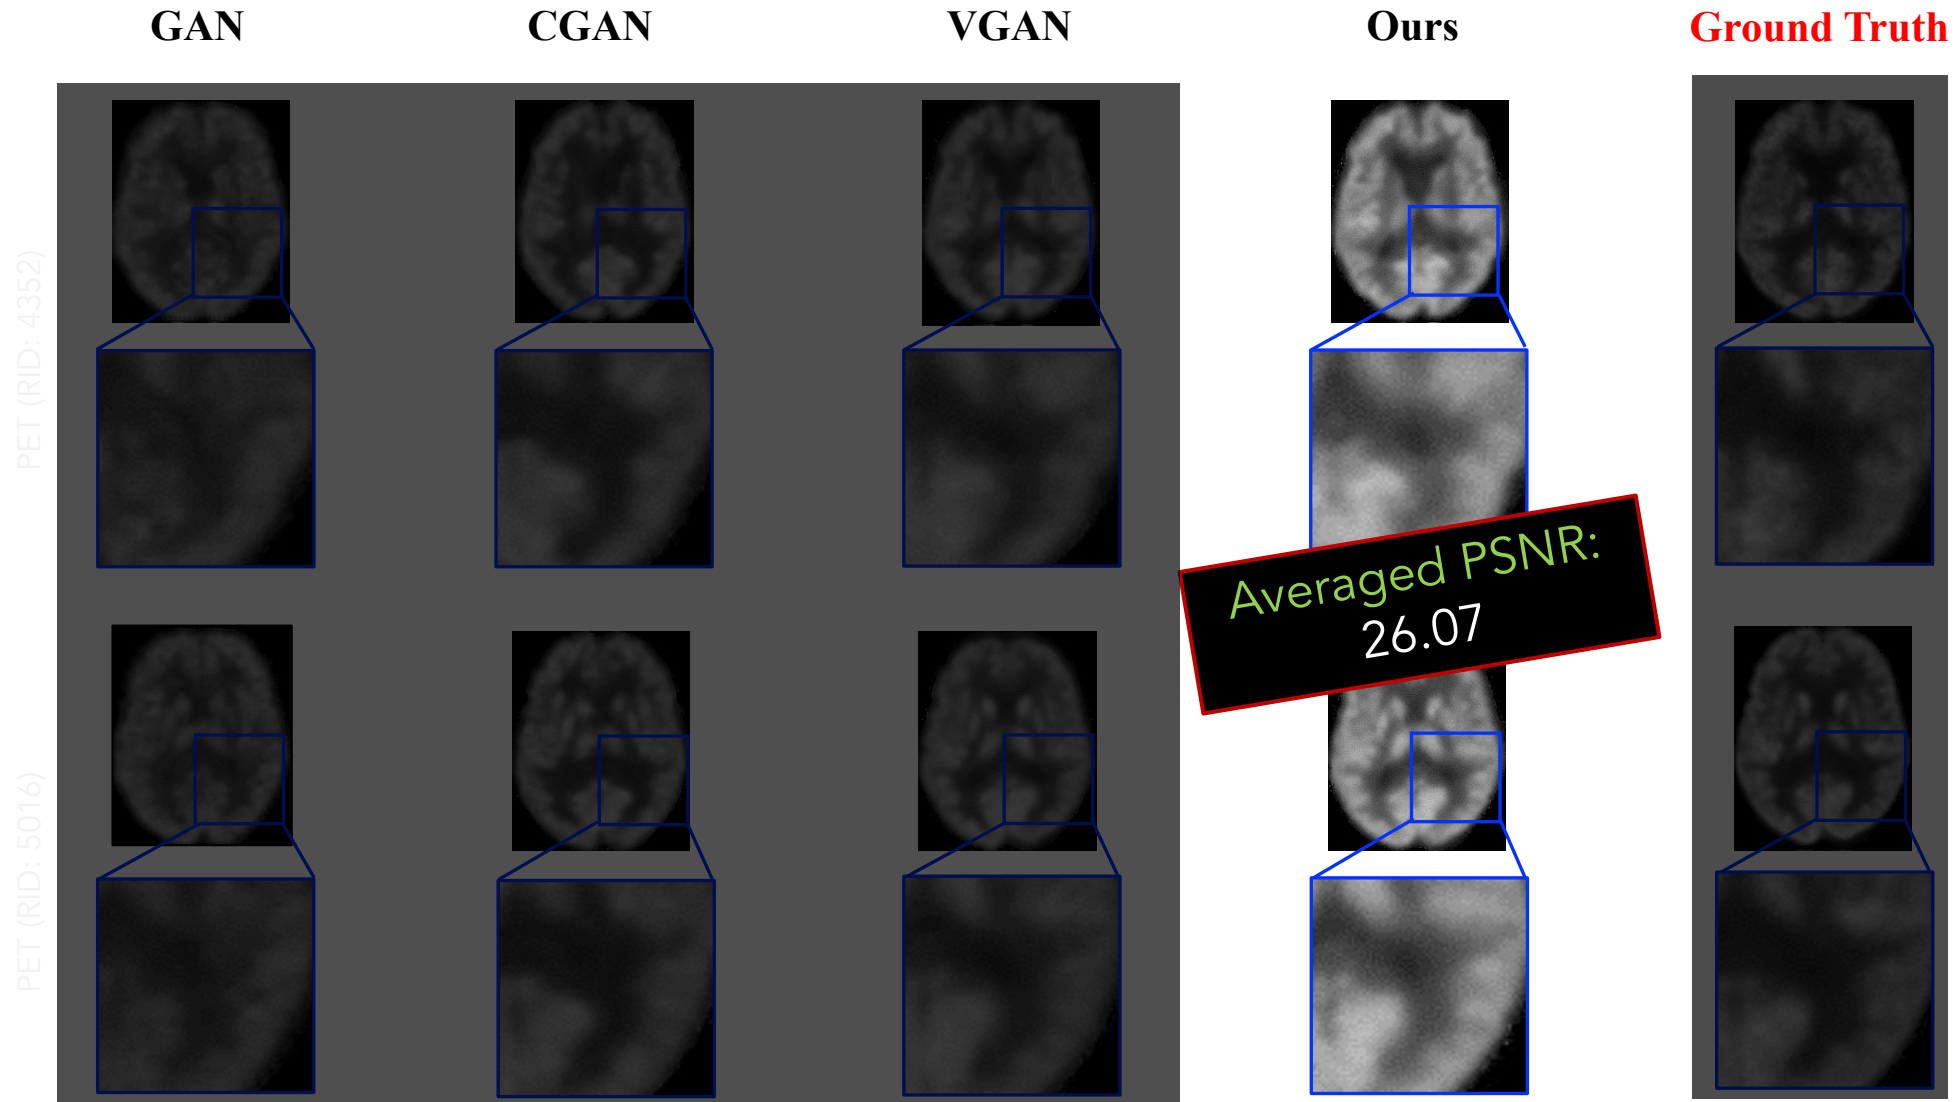 GAN
CGAN
VGAN
Ours
Ground Truth
PET (RID: 4352)
Averaged PSNR:
26.07
PET (RID: 5016)